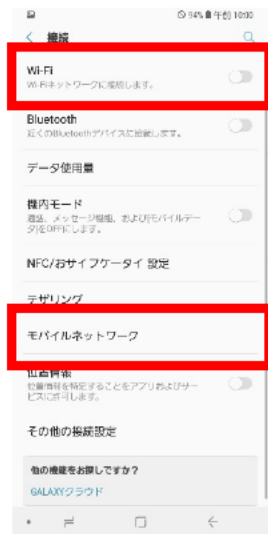 94% 午前10:00
接続
Wi-Fi
Wi-Fiネットワークに接続します。
Bluetooth
近くのBluetoothデバイスに接続します。
データ使用量
機内モード
通話、メッセージ機能、およびモバイルデー
タをOFFにします。
NFC/おサイフケータイ 設定
テザリング
モバイルネットワーク
位置情報
位置情報を特定することをアプリおよびサー
ビスに許可します。
その他の接続設定
他の機能をお探しですか?
GALAXYクラウド